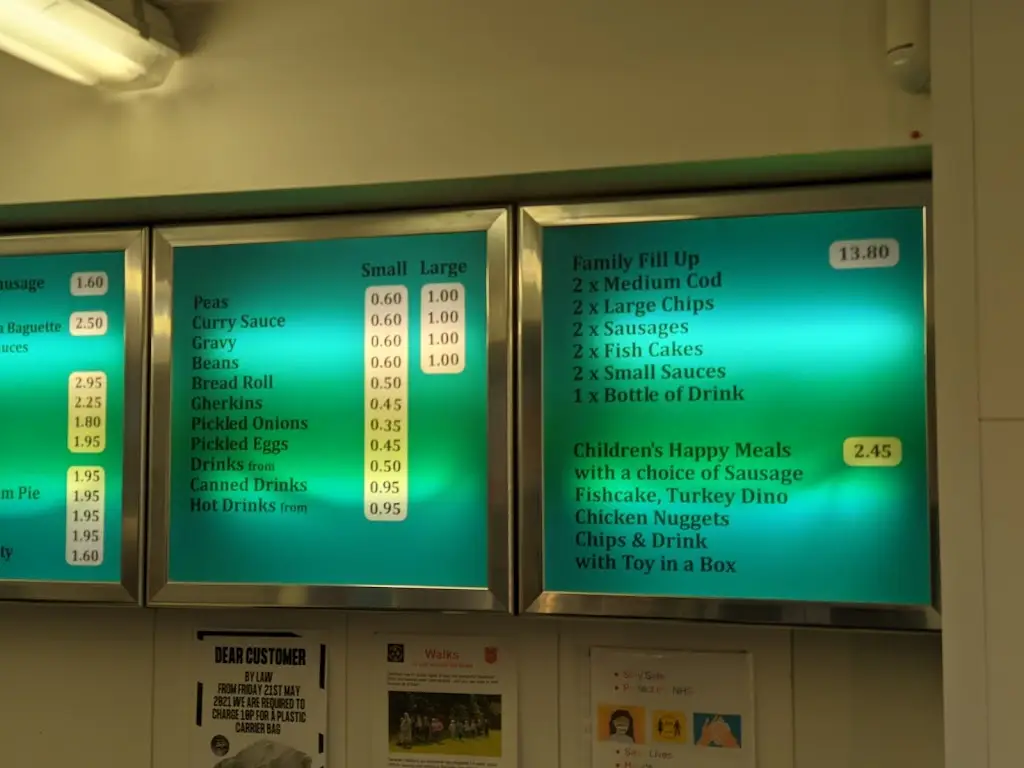 1.60
Baguette 2.50
2.95
2.25
1.80
1.95
1.95
Pie 1.95
1.95
1.95
1.60
Small Large
Peas 0.60 1.00
Curry Sauce 0.60 1.00
Gravy 0.60 1.00
Beans 0.60 1.00
Bread Roll 0.50
Gherkins 0.45
Pickled Onions 0.35
Pickled Eggs 0.45
Drinks from 0.50
Canned Drinks 0.95
Hot Drinks from 0.95
Family Fill Up 13.80
2 x Medium Cod
2 x Large Chips
2 x Sausages
2 x Fish Cakes
2 x Small Sauces
1 x Bottle of Drink
Children's Happy Meals 2.45
with a choice of Sausage
Fishcake, Turkey Dino
Chicken Nuggets
Chips & Drink
with Toy in a Box
DEAR CUSTOMER
BY LAW
FROM FRIDAY 21ST MAY
2021 WE ARE REQUIRED TO
CHARGE 10P FOR A PLASTIC
CARRIER BAG
Walks
NHS
Lives